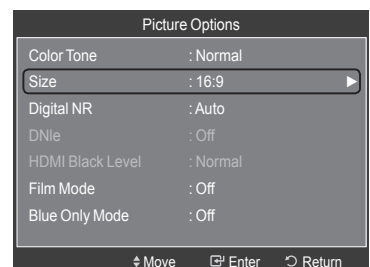 Picture Options
Color Tone : Normal
Size : 16:9
Digital NR : Auto
DNIe : Off
HDMI Black Level : Normal
Film Mode : Off
Blue Only Mode : Off
Move Enter Return